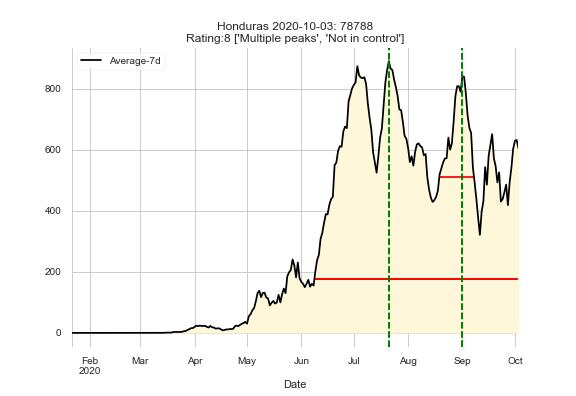 Honduras 2020-10-03: 78788
Rating:8 ['Multiple peaks', 'Not in control']
Average-7d
800
600
400
200
0
Feb
2020
Mar
Apr
May
Jun
Jul
Aug
Sep
Oct
Date